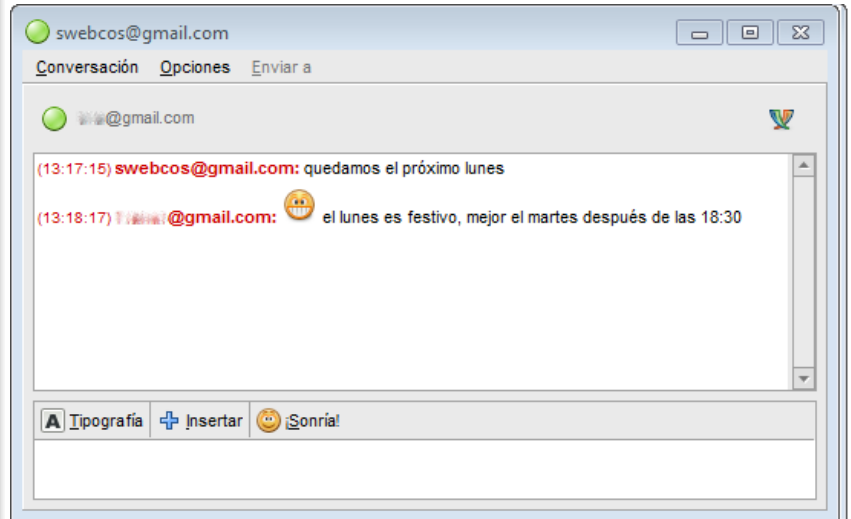 swebcos@gmail.com
Conversación Opciones Enviar a
@gmail.com
(13:17:15) swebcos@gmail.com: quedamos el próximo lunes
(13:18:17) @gmail.com: el lunes es festivo, mejor el martes después de las 18:30
A Tipografía Insertar ¡Sonría!